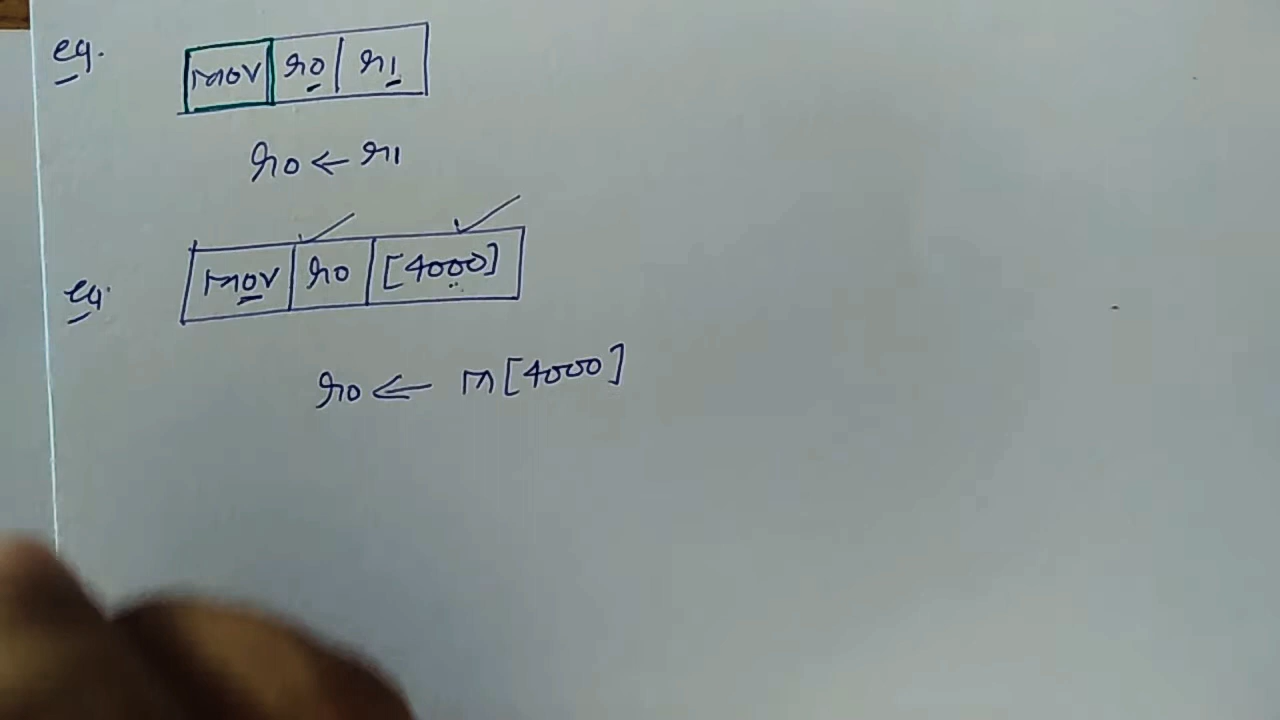 eg. mov r0 r1
r0 ← r1
eg. mov r0 [4000]
r0 ← m[4000]